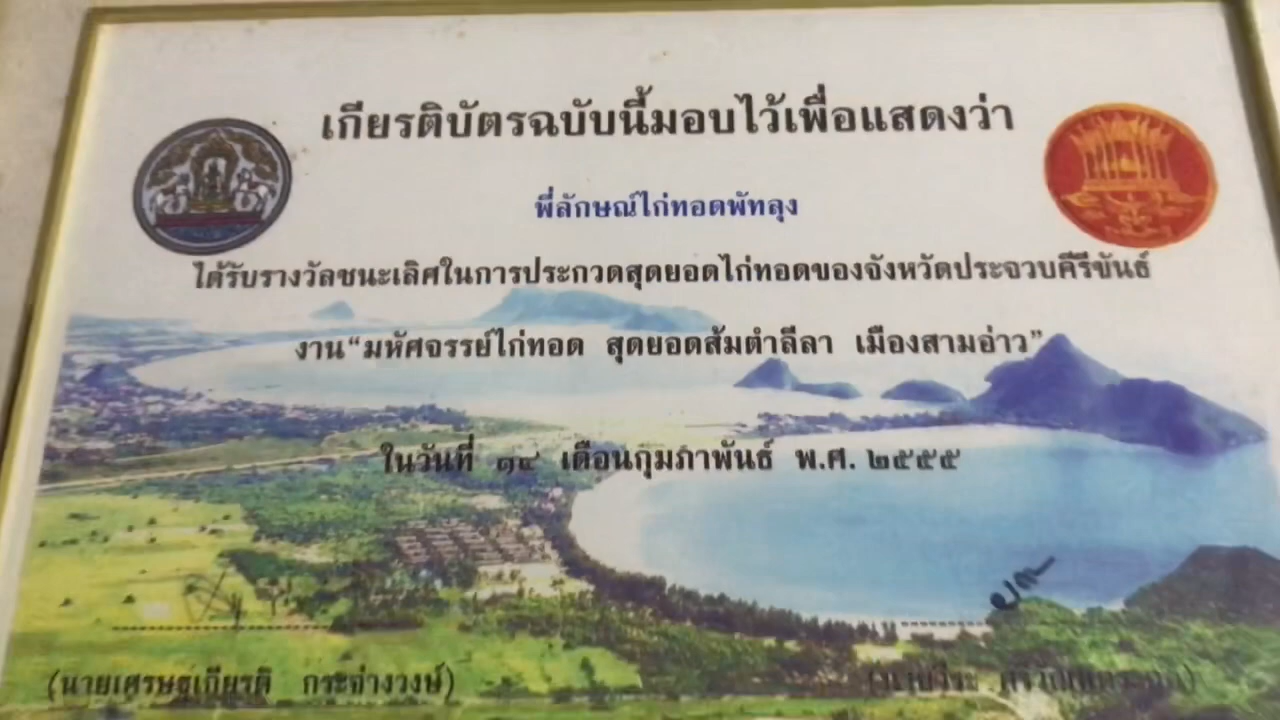 เกียรติบัตรฉบับนี้มอบไว้เพื่อแสดงว่า
พี่ลักษณ์ไก่ทอดพัทลุง
ได้รับรางวัลชนะเลิศในการประกวดสุดยอดไก่ทอดของจังหวัดประจวบคีรีขันธ์
งาน“มหัศจรรย์ไก่ทอด สุดยอดส้มตำลีลา เมืองสามอ่าว”
ในวันที่ ๑๔ เดือนกุมภาพันธ์ พ.ศ. ๒๕๕๕
(นายเศรษฐเกียรติ กระจ่างวงษ์)